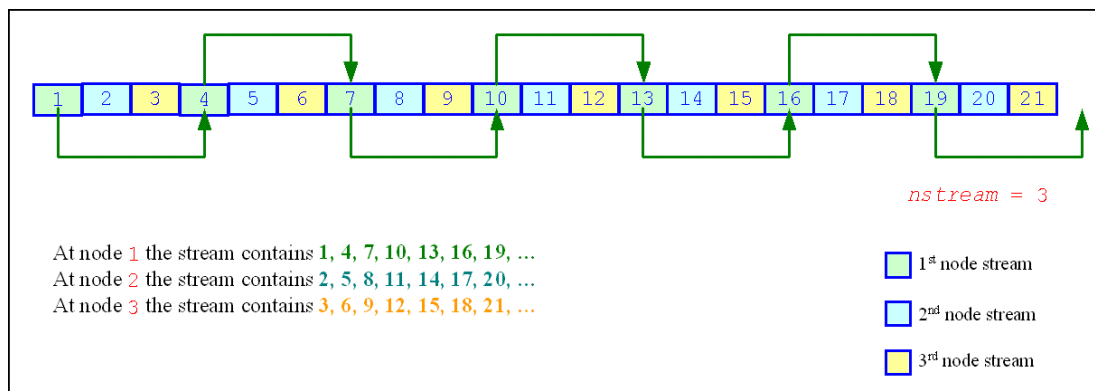 1 2 3 4 5 6 7 8 9 10 11 12 13 14 15 16 17 18 19 20 21
nstream = 3
At node 1 the stream contains 1, 4, 7, 10, 13, 16, 19, ...
At node 2 the stream contains 2, 5, 8, 11, 14, 17, 20, ...
At node 3 the stream contains 3, 6, 9, 12, 15, 18, 21, ...
1st node stream
2nd node stream
3rd node stream